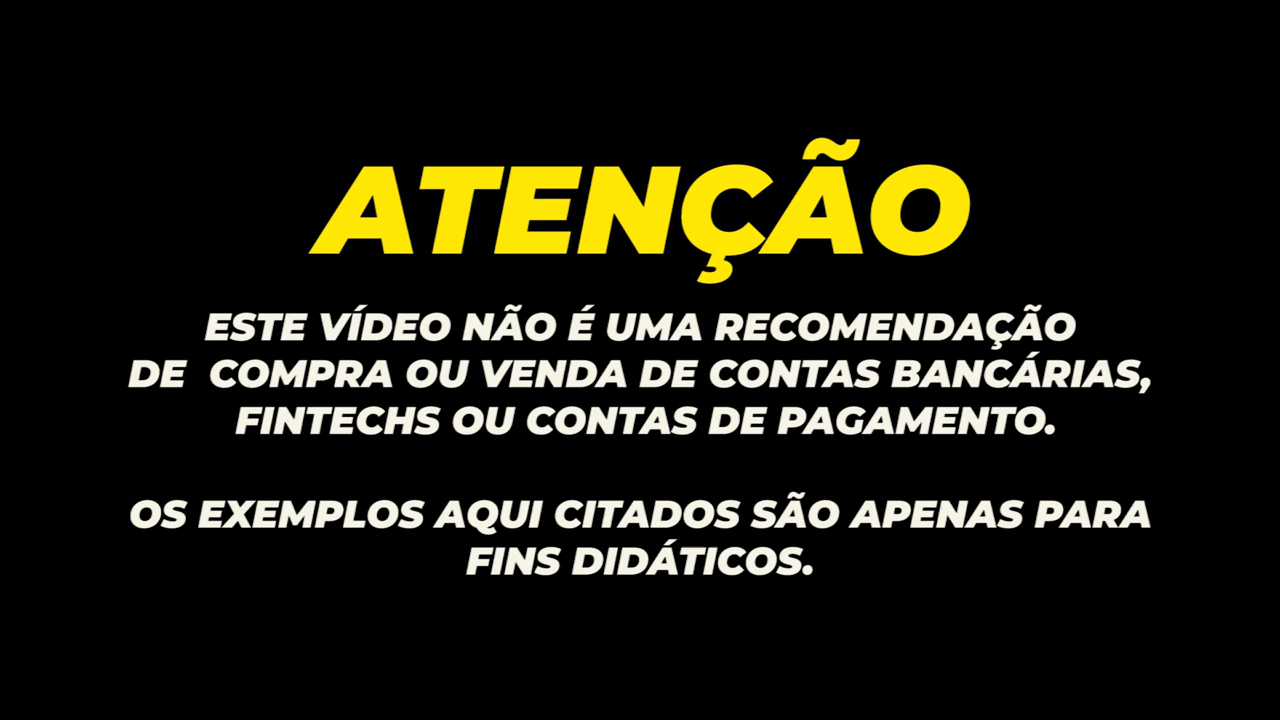 ATENÇÃO
ESTE VÍDEO NÃO É UMA RECOMENDAÇÃO
DE COMPRA OU VENDA DE CONTAS BANCÁRIAS,
FINTECHS OU CONTAS DE PAGAMENTO.
OS EXEMPLOS AQUI CITADOS SÃO APENAS PARA
FINS DIDÁTICOS.